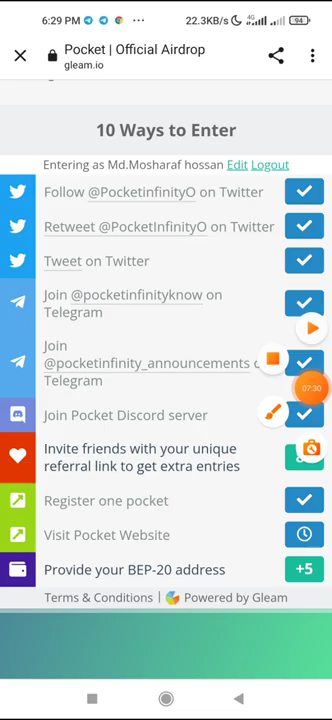 6:29 PM
22.3KB/s
4G
94
Pocket | Official Airdrop
gleam.io
10 Ways to Enter
Entering as Md.Mosharaf hossan Edit Logout
Follow @PocketinfinityO on Twitter
Retweet @PocketInfinityO on Twitter
Tweet on Twitter
Join @pocketinfinityknow on
Telegram
Join
@pocketinfinity_announcements
Telegram
07:30
Join Pocket Discord server
Invite friends with your unique
referral link to get extra entries
Register one pocket
Visit Pocket Website
Provide your BEP-20 address
+5
Terms & Conditions | Powered by Gleam